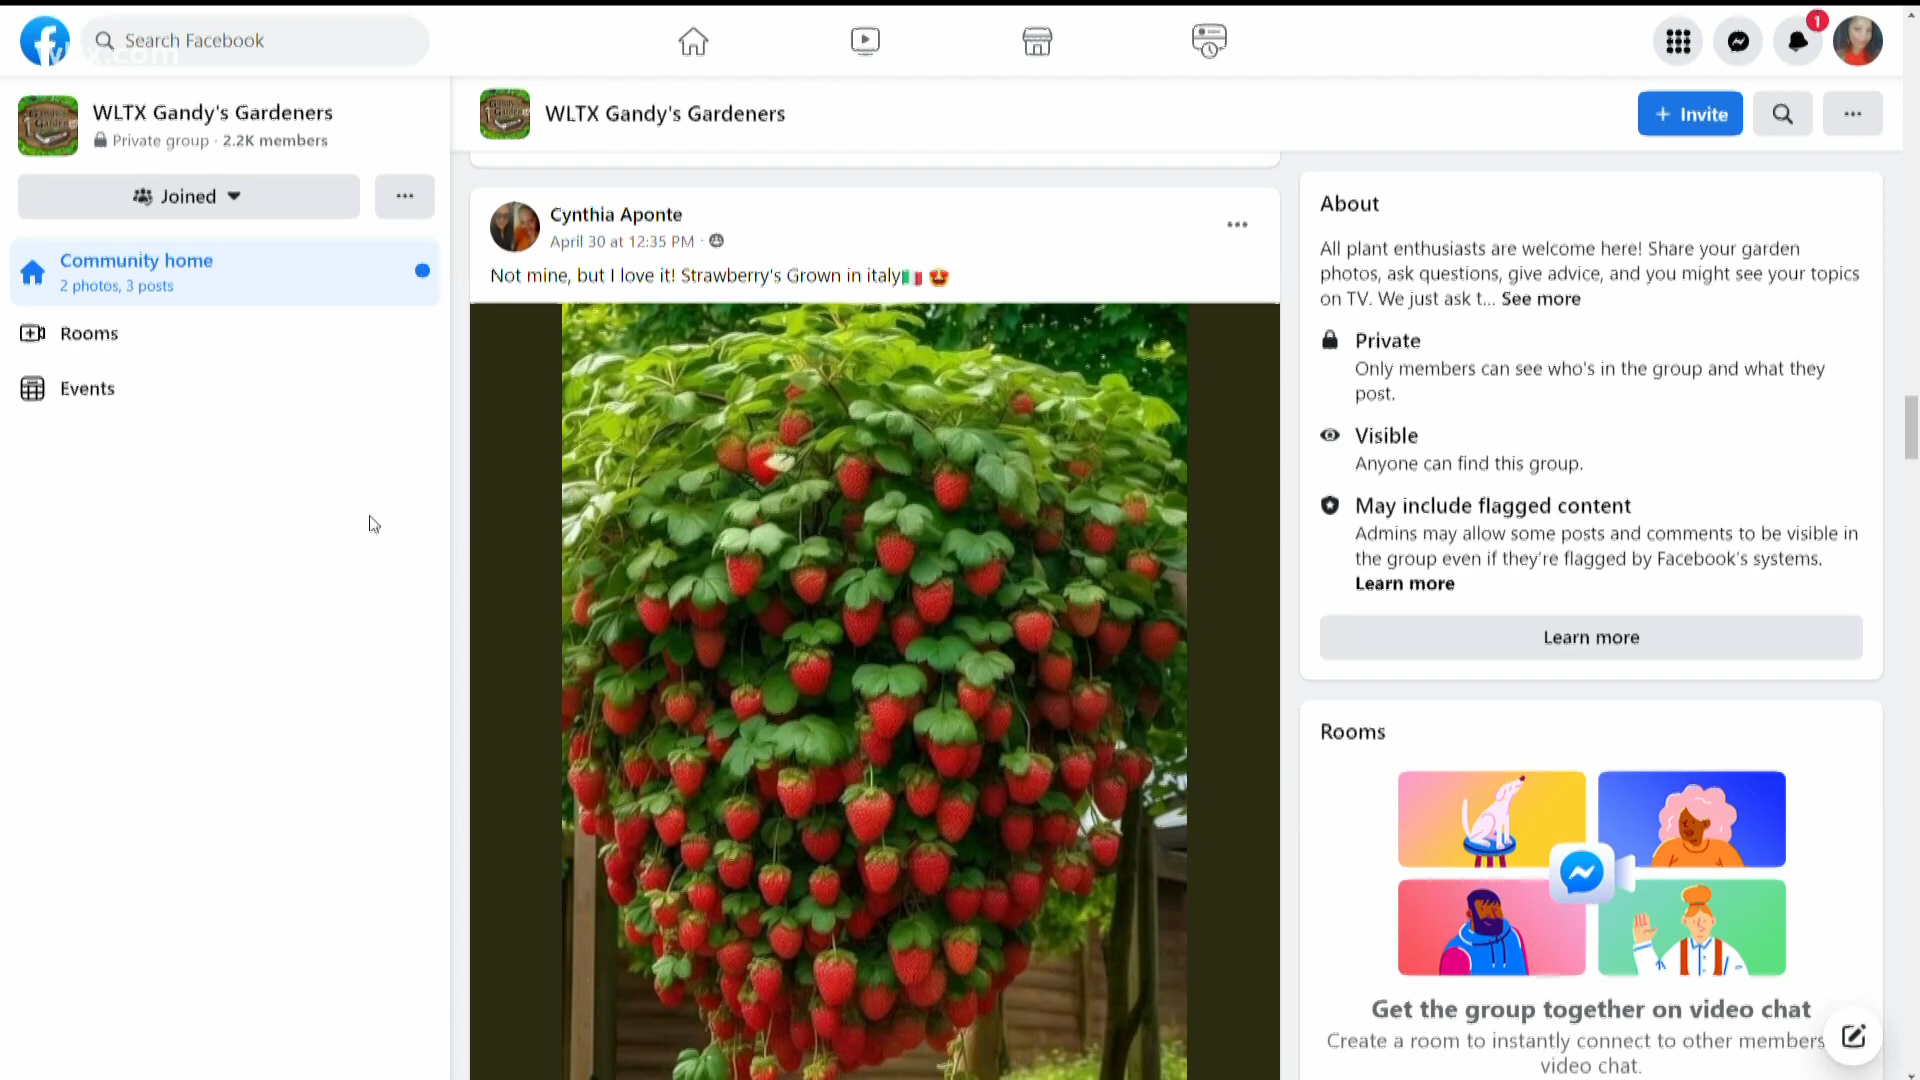 Search Facebook
1
WLTX Gandy's Gardeners
Private group · 2.2K members
Joined
Community home
2 photos, 3 posts
Rooms
Events
WLTX Gandy's Gardeners
+ Invite
Cynthia Aponte
April 30 at 12:35 PM ·
Not mine, but I love it! Strawberry's Grown in italy🇮🇹 🤩
About
All plant enthusiasts are welcome here! Share your garden
photos, ask questions, give advice, and you might see your topics
on TV. We just ask t... See more
Private
Only members can see who's in the group and what they
post.
Visible
Anyone can find this group.
May include flagged content
Admins may allow some posts and comments to be visible in
the group even if they're flagged by Facebook's systems.
Learn more
Learn more
Rooms
Get the group together on video chat
Create a room to instantly connect to other members
video chat.